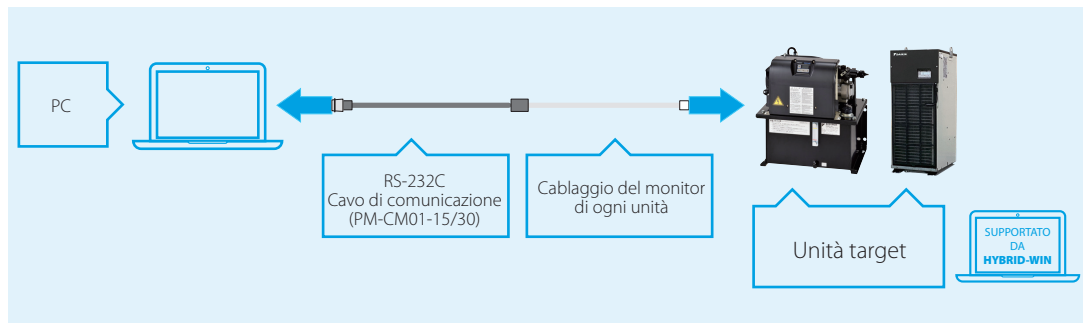 PC
RS-232C
Cavo di comunicazione
(PM-CM01-15/30)
Cablaggio del monitor
di ogni unità
Unità target
SUPPORTATO
DA
HYBRID-WIN